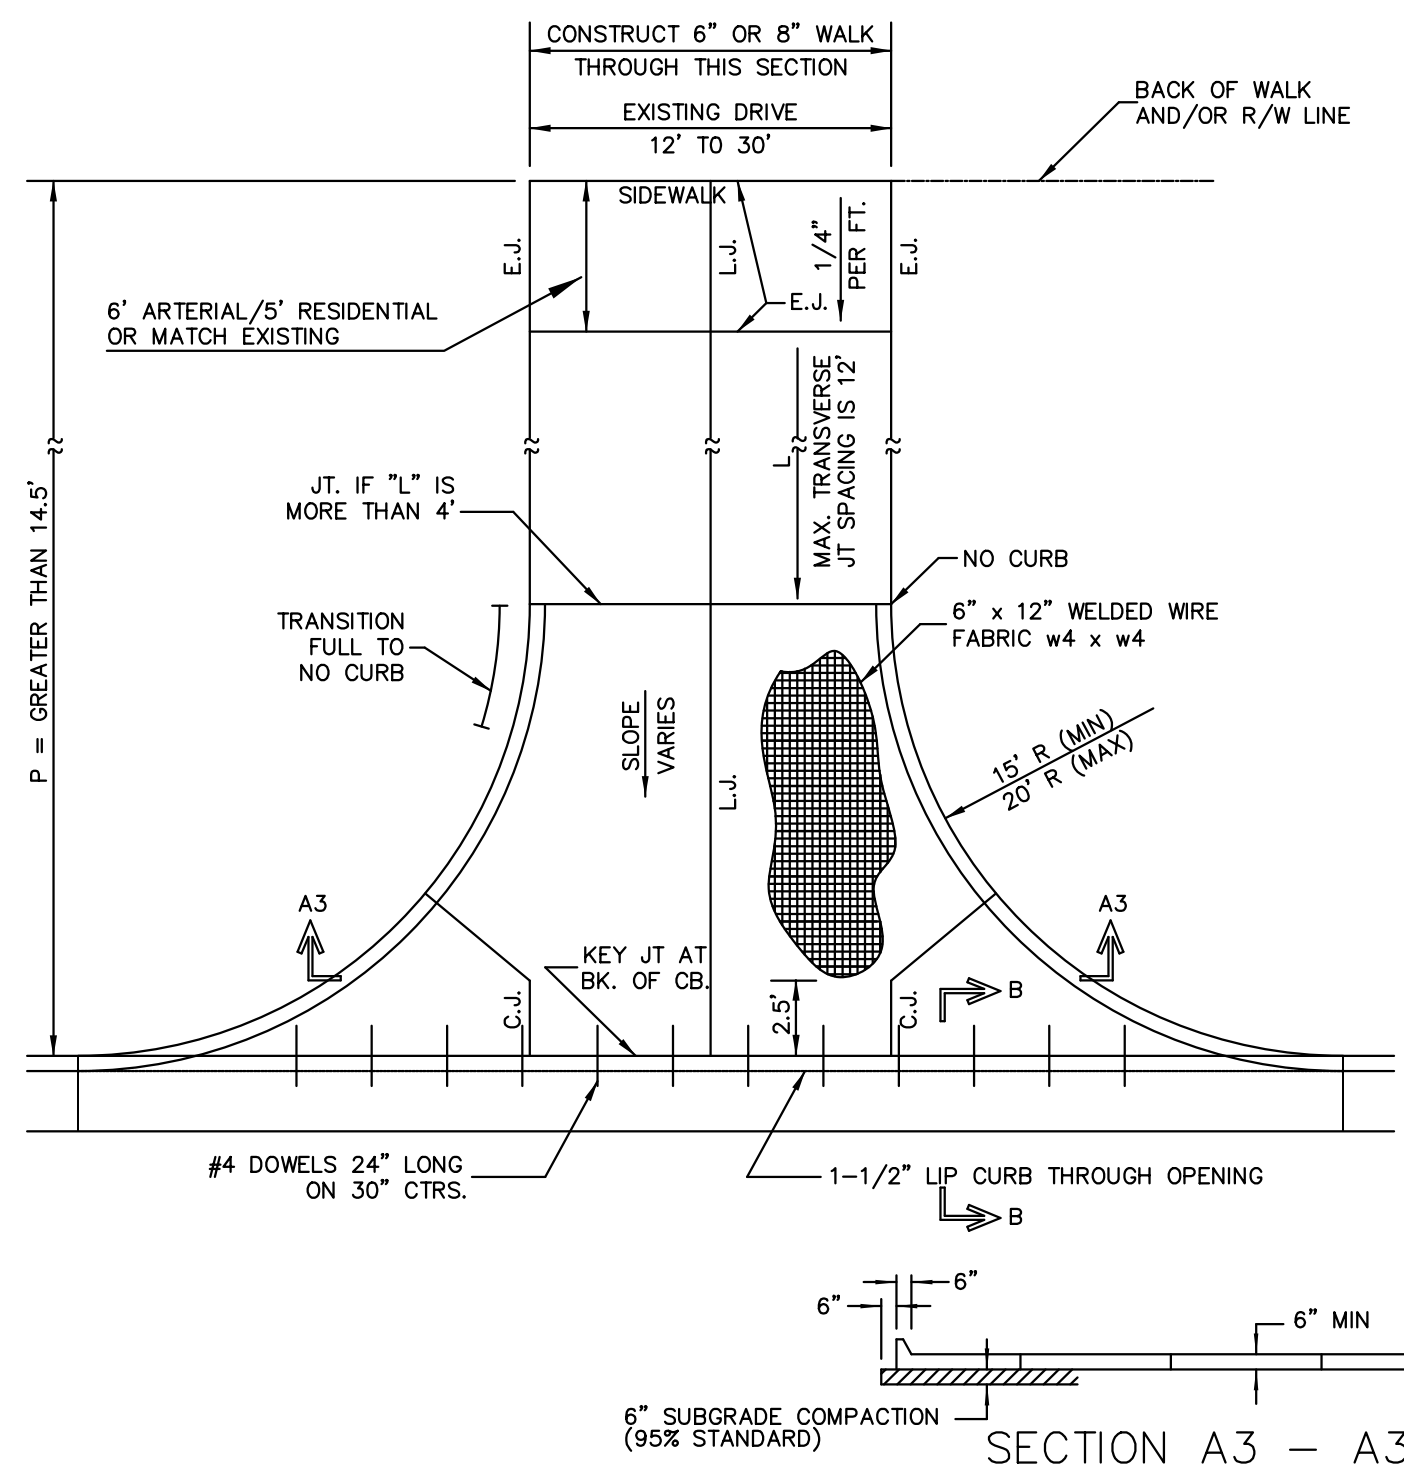 CONSTRUCT 6” OR 8” WALK
THROUGH THIS SECTION
EXISTING DRIVE
12’ TO 30’
BACK OF WALK
AND/OR R/W LINE
SIDEWALK
E.J.
L.J.
1/4”
PER FT.
E.J.
E.J.
6’ ARTERIAL/5’ RESIDENTIAL
OR MATCH EXISTING
L
MAX. TRANSVERSE
JT SPACING IS 12’
JT. IF ”L” IS
MORE THAN 4’
P = GREATER THAN 14.5’
NO CURB
6” x 12” WELDED WIRE
FABRIC w4 x w4
TRANSITION
FULL TO
NO CURB
SLOPE
VARIES
L.J.
15’ R (MIN)
20’ R (MAX)
A3
A3
KEY JT AT
BK. OF CB.
C.J.
2.5’
C.J.
B
#4 DOWELS 24” LONG
ON 30” CTRS.
1-1/2” LIP CURB THROUGH OPENING
B
6”
6”
6” MIN
6” SUBGRADE COMPACTION
(95% STANDARD)
SECTION A3 – A3